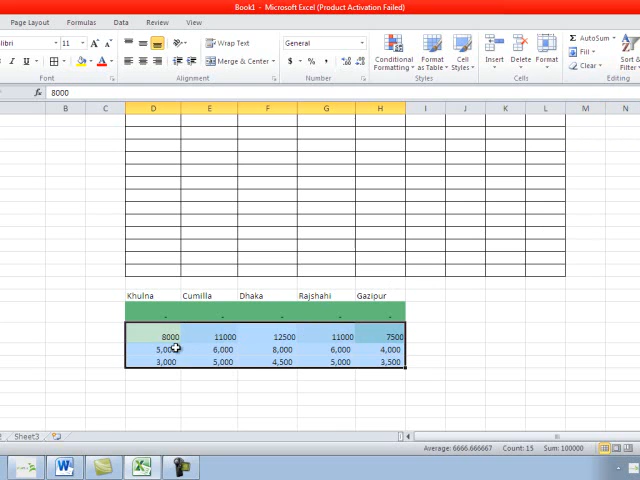 Book1 - Microsoft Excel (Product Activation Failed)
Page Layout Formulas Data Review View
11 A A Wrap Text General AutoSum
Fill
Clear
B I U Merge & Center $ % , Conditional Formatting Format as Table Cell Styles Insert Delete Format Sort &
Font Alignment Number Styles Cells Editing
fx 8000
B C D E F G H I J K L M N
Khulna Cumilla Dhaka Rajshahi Gazipur
- - - - -
8000 11000 12500 11000 7500
6,000 8,000 6,000 4,000
3,000 5,000 4,500 5,000 3,500
Sheet3
Average: 6666.666667 Count: 15 Sum: 100000